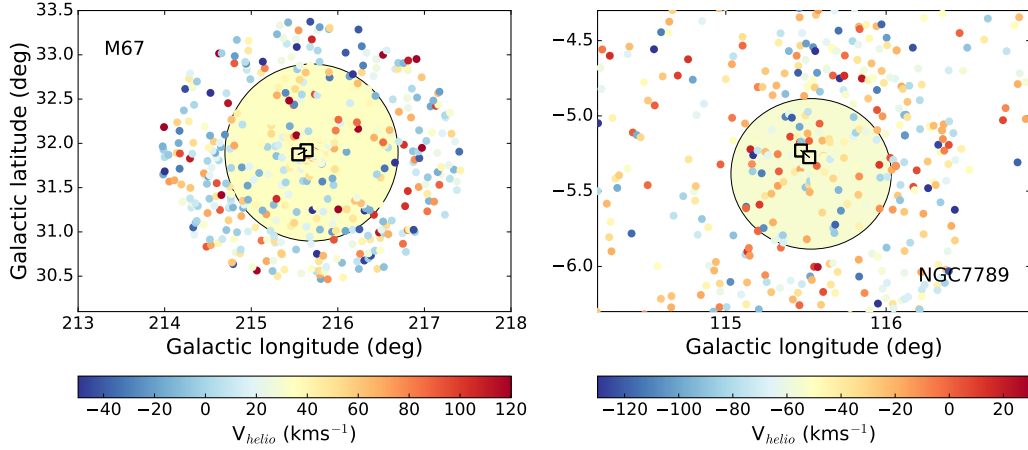 33.5
33.0
32.5
32.0
31.5
31.0
30.5
Galactic latitude (deg)
M67
213 214 215 216 217 218
Galactic longitude (deg)
−40 −20 0 20 40 60 80 100 120
V_helio (kms⁻¹)
−4.5
−5.0
−5.5
−6.0
NGC7789
115 116
Galactic longitude (deg)
−120 −100 −80 −60 −40 −20 0 20
V_helio (kms⁻¹)